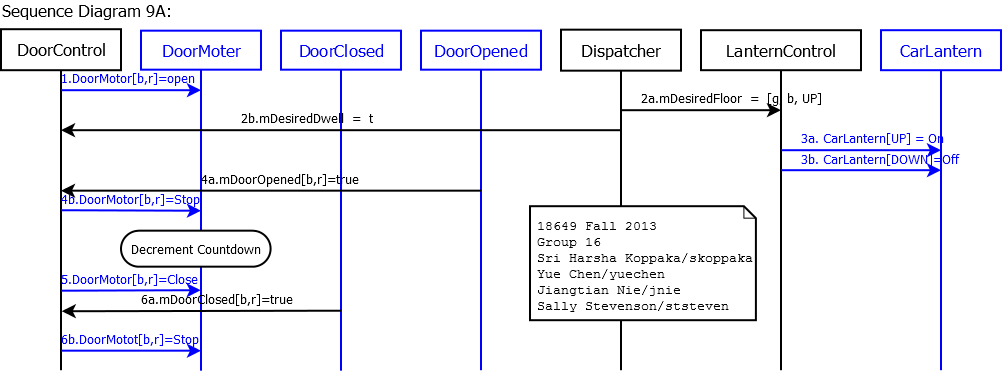 Sequence Diagram 9A:
DoorControl
DoorMoter
DoorClosed
DoorOpened
Dispatcher
LanternControl
CarLantern
1.DoorMotor[b,r]=open
2a.mDesiredFloor = [g, b, UP]
2b.mDesiredDwell = t
3a. CarLantern[UP] = On
3b. CarLantern[DOWN]=Off
4a.mDoorOpened[b,r]=true
4b.DoorMotor[b,r]=Stop
18649 Fall 2013
Group 16
Sri Harsha Koppaka/skoppaka
Yue Chen/yuechen
Jiangtian Nie/jnie
Sally Stevenson/ststeven
Decrement Countdown
5.DoorMotor[b,r]=Close
6a.mDoorClosed[b,r]=true
6b.DoorMotot[b,r]=Stop